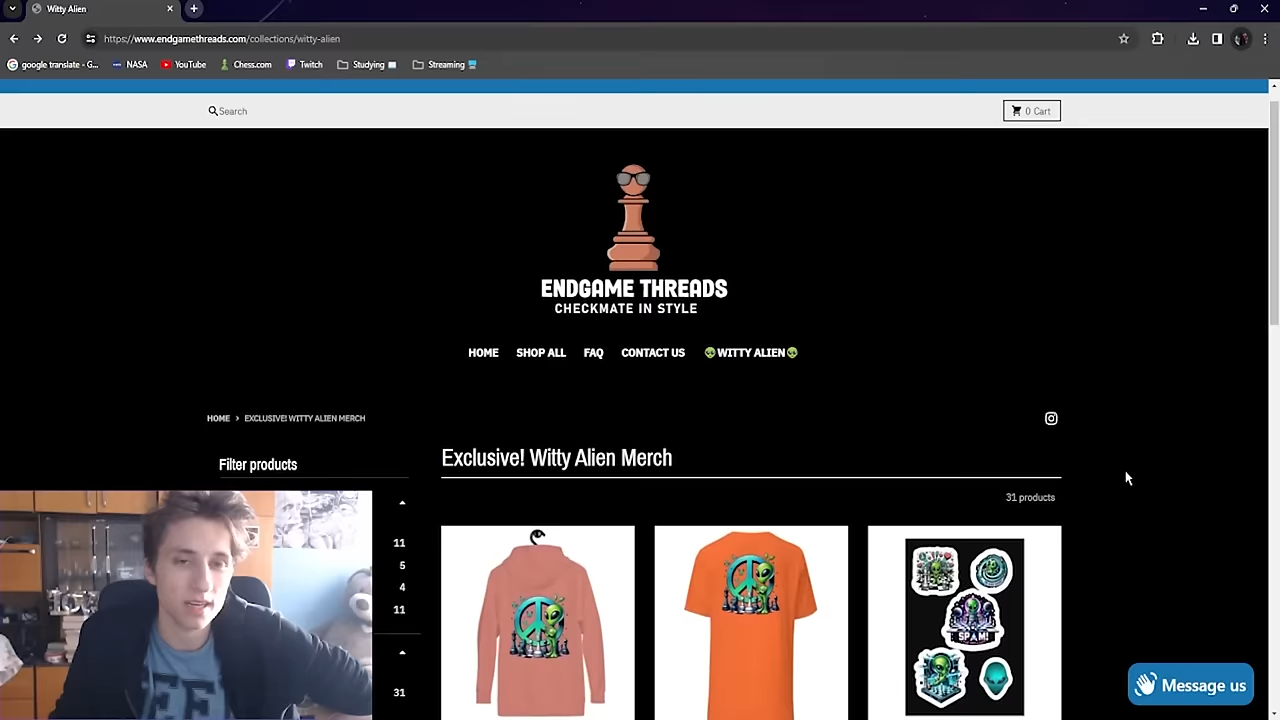 Witty Alien
https://www.endgamethreads.com/collections/witty-alien
google translate - G...
NASA
YouTube
Chess.com
Twitch
Studying
Streaming
Search
0 Cart
ENDGAME THREADS
CHECKMATE IN STYLE
HOME SHOP ALL FAQ CONTACT US 👽WITTY ALIEN👽
HOME › EXCLUSIVE! WITTY ALIEN MERCH
Filter products
Exclusive! Witty Alien Merch
31 products
11
5
4
11
31
SPAM!
Message us